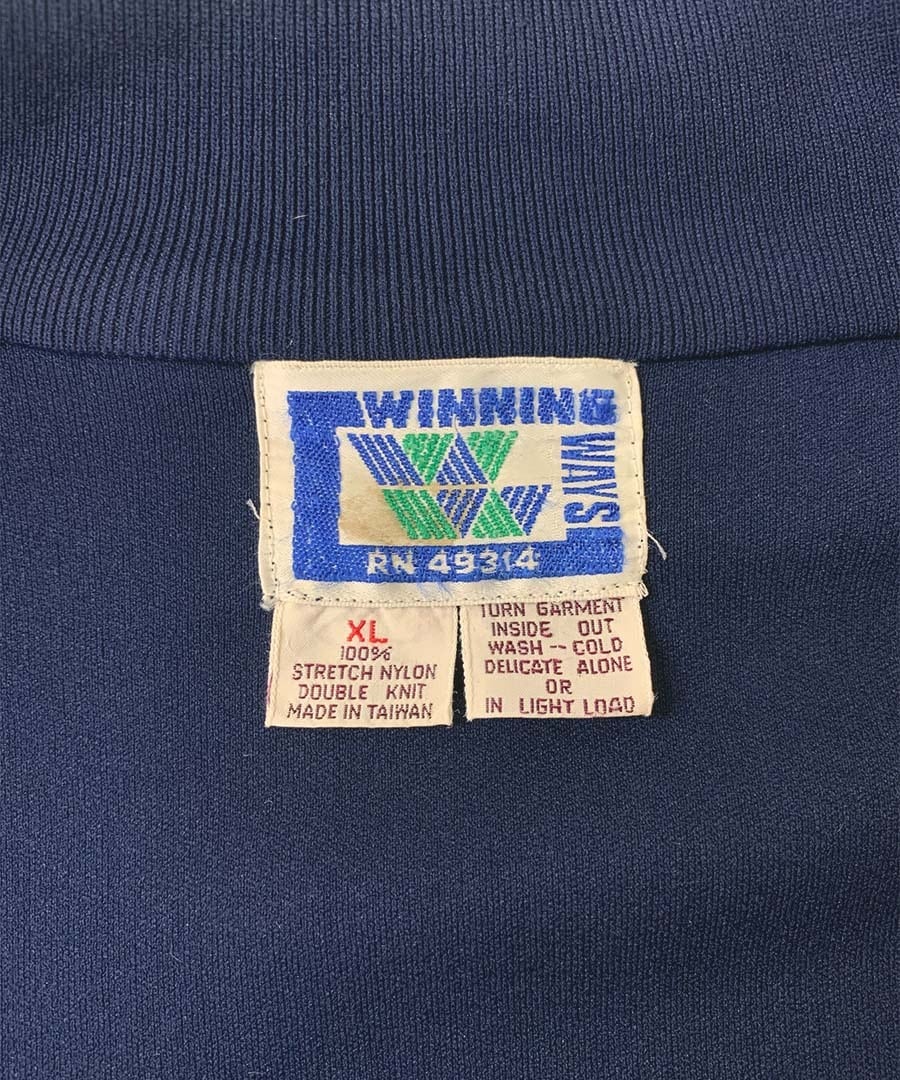 WINNING
WAYS
RN 49314
XL
100%
STRETCH NYLON
DOUBLE KNIT
MADE IN TAIWAN
TURN GARMENT
INSIDE OUT
WASH -- COLD
DELICATE ALONE
OR
IN LIGHT LOAD